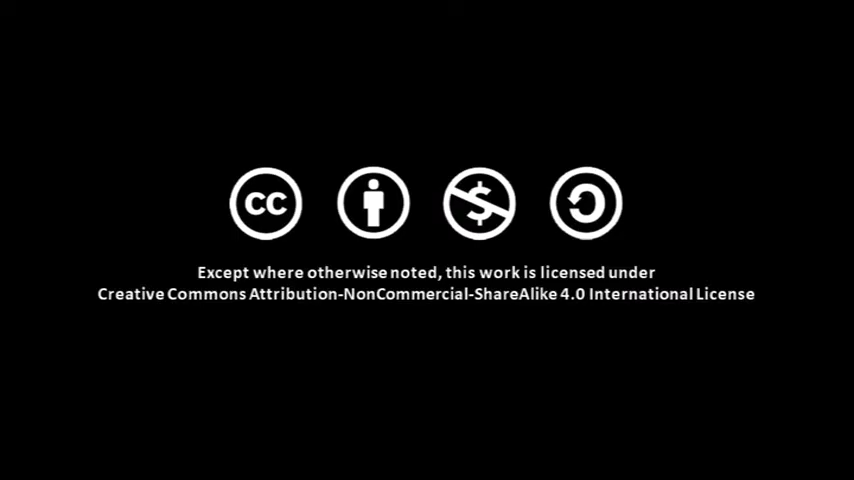 cc
$
Except where otherwise noted, this work is licensed under
Creative Commons Attribution-NonCommercial-ShareAlike 4.0 International License